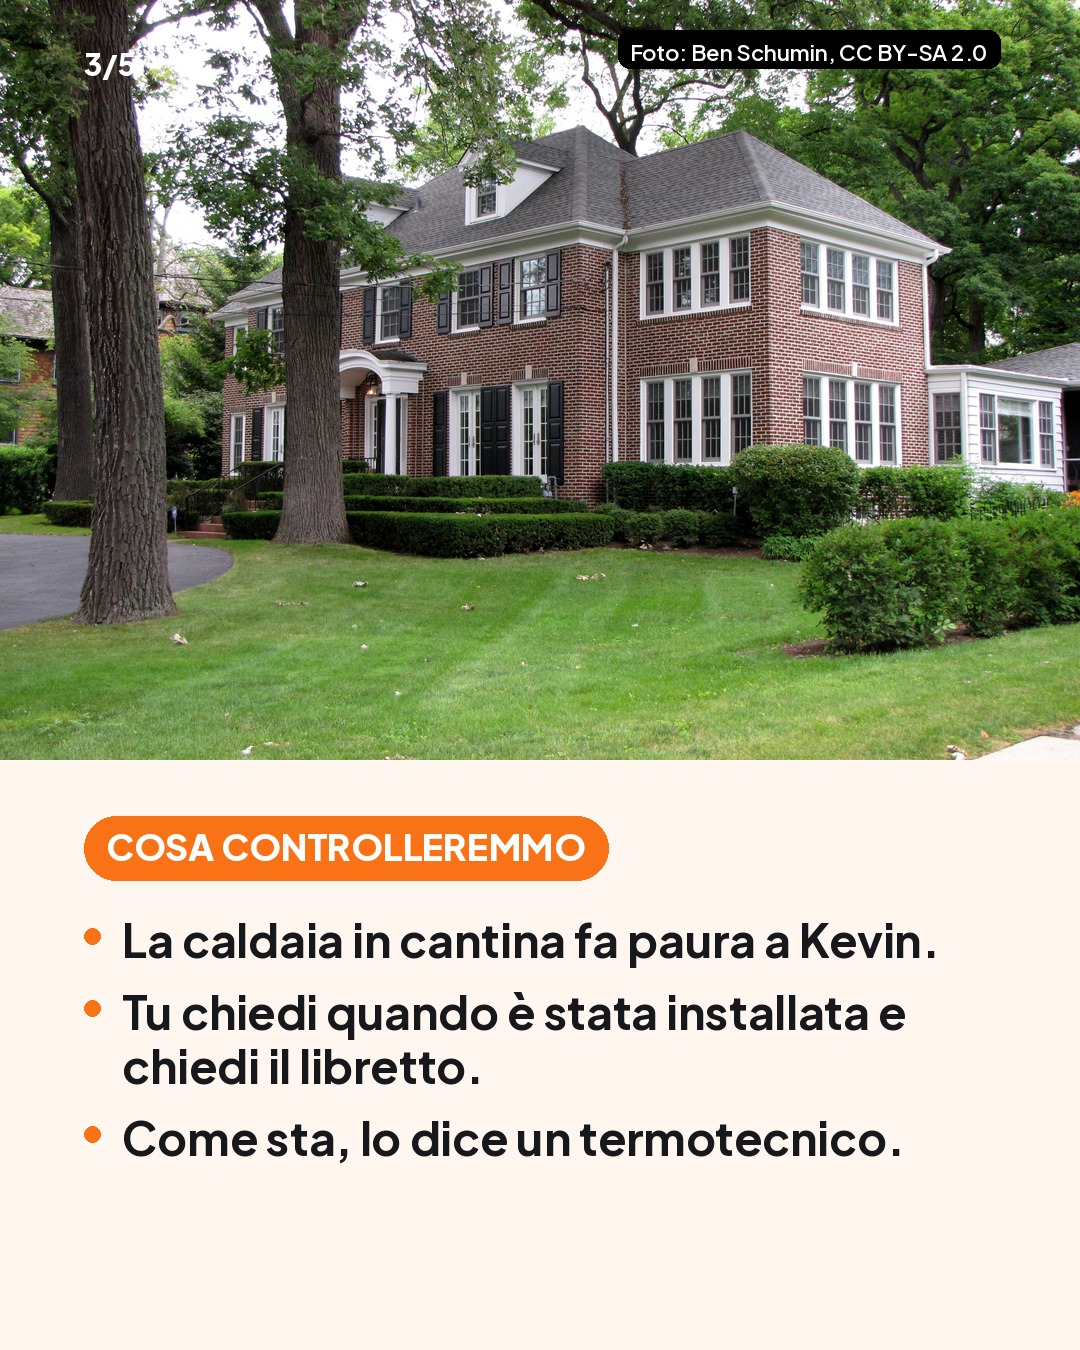 3/5
Foto: Ben Schumin, CC BY-SA 2.0
COSA CONTROLLEREMMO
La caldaia in cantina fa paura a Kevin.
Tu chiedi quando è stata installata e
chiedi il libretto.
Come sta, lo dice un termotecnico.